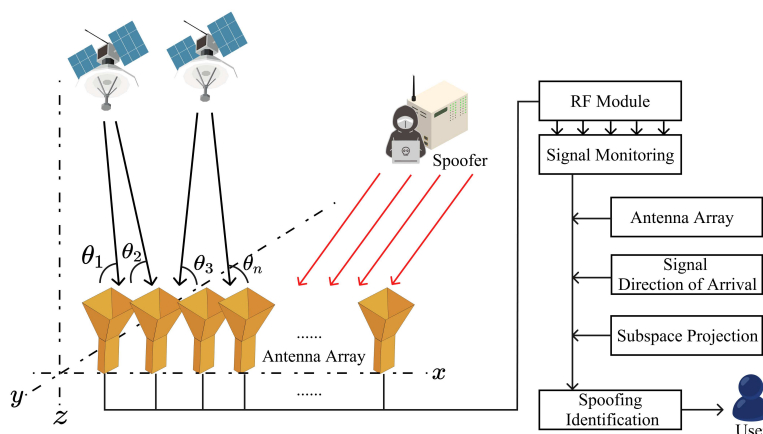 Spoofer
θ1
θ2
θ3
θn
......
Antenna Array
......
x
y
z
RF Module
Signal Monitoring
Antenna Array
Signal
Direction of Arrival
Subspace Projection
Spoofing
Identification
Use